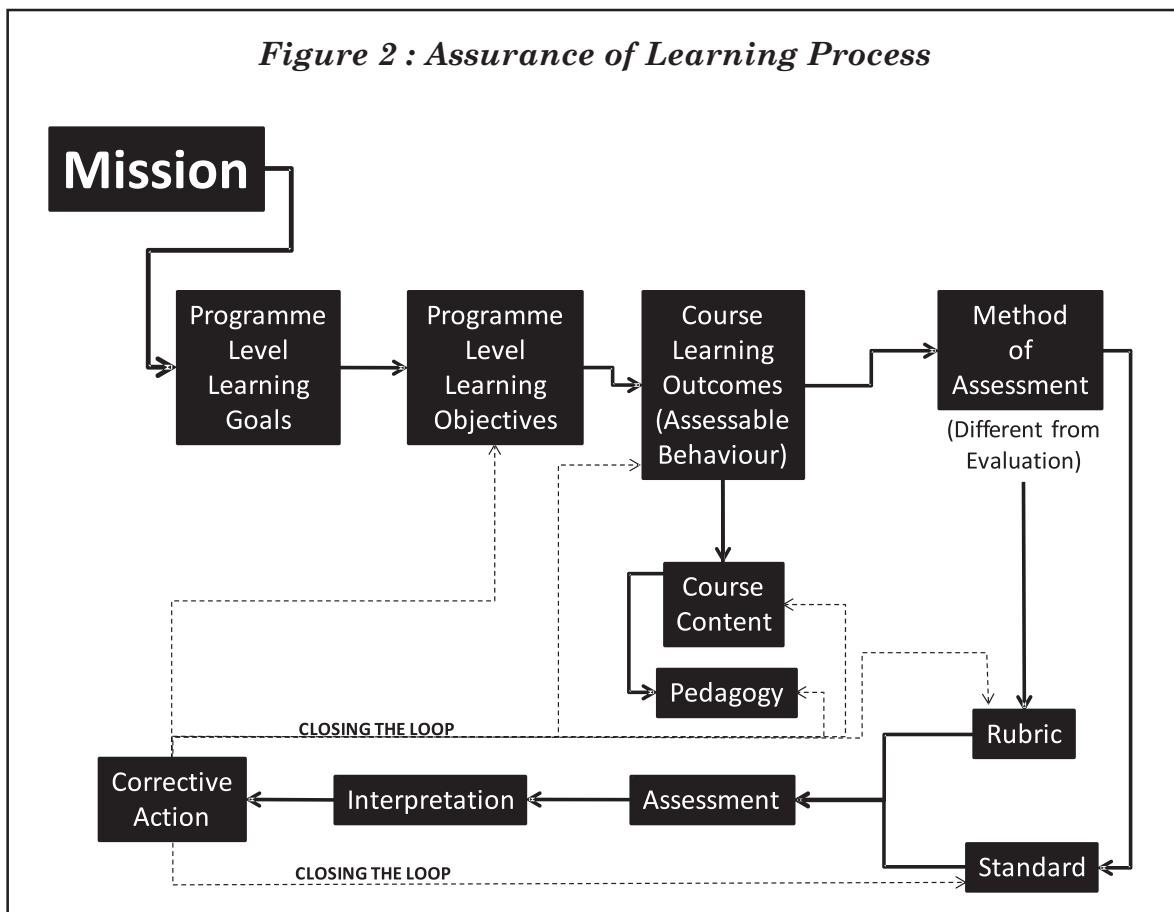 Figure 2 : Assurance of Learning Process
Mission
Programme
Level
Learning
Goals
Programme
Level
Learning
Objectives
Course
Learning
Outcomes
(Assessable
Behaviour)
Method
of
Assessment
(Different from
Evaluation)
Course
Content
Pedagogy
CLOSING THE LOOP
Rubric
Corrective
Action
Interpretation
Assessment
CLOSING THE LOOP
Standard